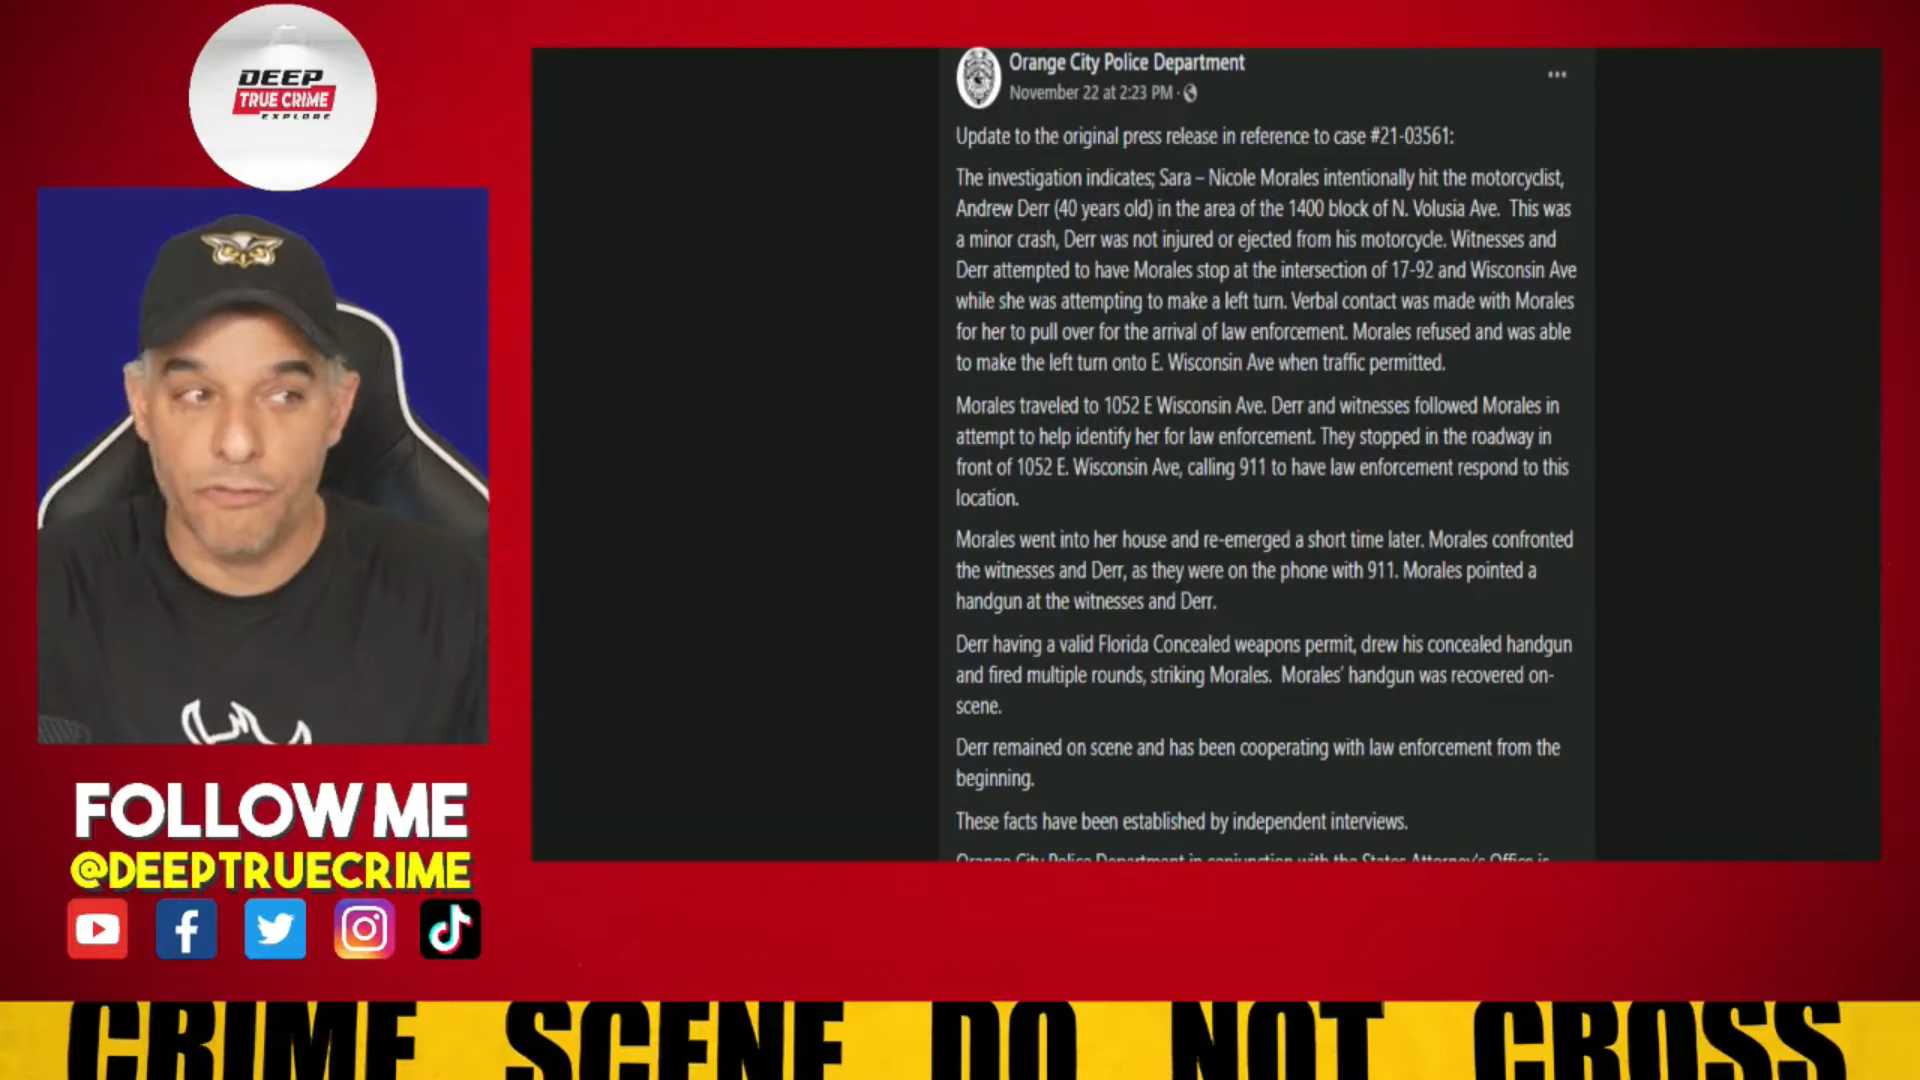 DEEP
TRUE CRIME
EXPLORE
FOLLOW ME
@DEEPTRUECRIME
Orange City Police Department
November 22 at 2:23 PM ·
Update to the original press release in reference to case #21-03561:
The investigation indicates; Sara – Nicole Morales intentionally hit the motorcyclist,
Andrew Derr (40 years old) in the area of the 1400 block of N. Volusia Ave. This was
a minor crash, Derr was not injured or ejected from his motorcycle. Witnesses and
Derr attempted to have Morales stop at the intersection of 17-92 and Wisconsin Ave
while she was attempting to make a left turn. Verbal contact was made with Morales
for her to pull over for the arrival of law enforcement. Morales refused and was able
to make the left turn onto E. Wisconsin Ave when traffic permitted.
Morales traveled to 1052 E Wisconsin Ave. Derr and witnesses followed Morales in
attempt to help identify her for law enforcement. They stopped in the roadway in
front of 1052 E. Wisconsin Ave, calling 911 to have law enforcement respond to this
location.
Morales went into her house and re-emerged a short time later. Morales confronted
the witnesses and Derr, as they were on the phone with 911. Morales pointed a
handgun at the witnesses and Derr.
Derr having a valid Florida Concealed weapons permit, drew his concealed handgun
and fired multiple rounds, striking Morales. Morales' handgun was recovered on-
scene.
Derr remained on scene and has been cooperating with law enforcement from the
beginning.
These facts have been established by independent interviews.
Orange City Police Department in conjunction with the States Attorney's Office is
CRIME SCENE DO NOT CROSS